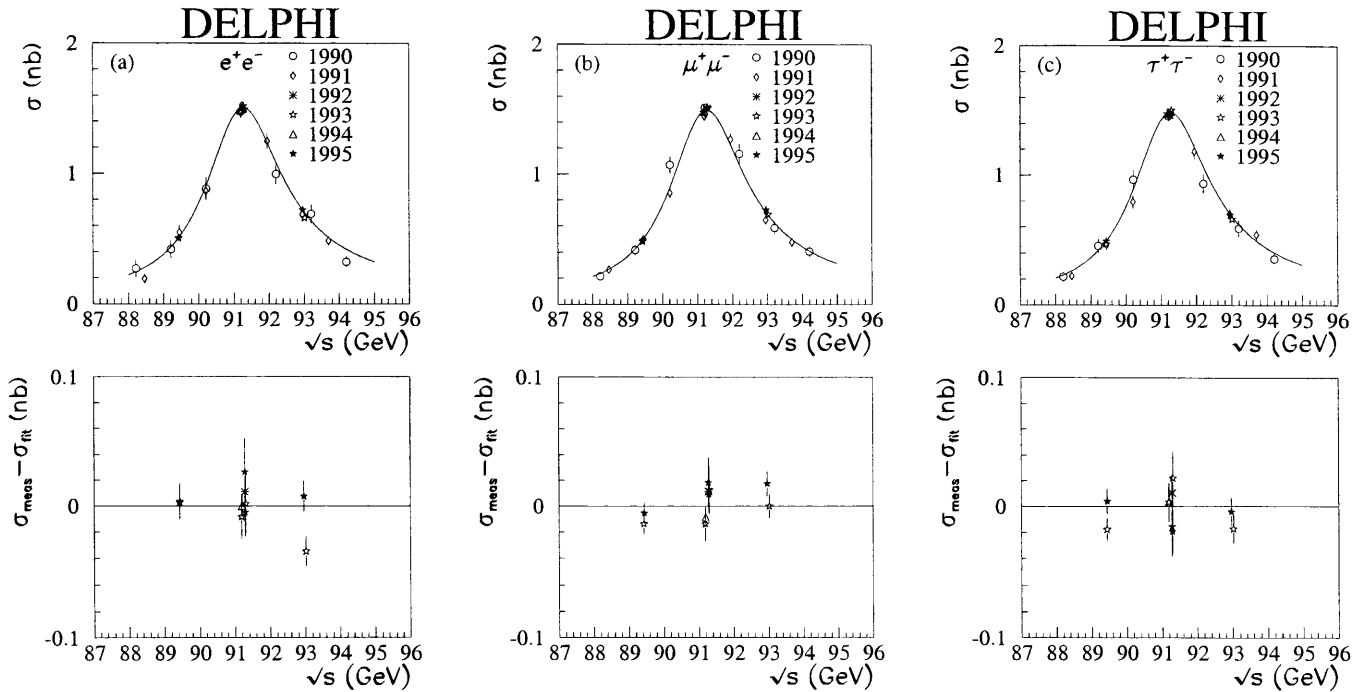 DELPHI
(a)
e⁺e⁻
1990
1991
1992
1993
1994
1995
σ (nb)
2
1
0
87 88 89 90 91 92 93 94 95 96
√s (GeV)
σmeas−σfit (nb)
0.1
0
-0.1
87 88 89 90 91 92 93 94 95 96
√s (GeV)
DELPHI
(b)
μ⁺μ⁻
1990
1991
1992
1993
1994
1995
σ (nb)
2
1
0
87 88 89 90 91 92 93 94 95 96
√s (GeV)
σmeas−σfit (nb)
0.1
0
-0.1
87 88 89 90 91 92 93 94 95 96
√s (GeV)
DELPHI
(c)
τ⁺τ⁻
1990
1991
1992
1993
1994
1995
σ (nb)
2
1
0
87 88 89 90 91 92 93 94 95 96
√s (GeV)
σmeas−σfit (nb)
0.1
0
-0.1
87 88 89 90 91 92 93 94 95 96
√s (GeV)